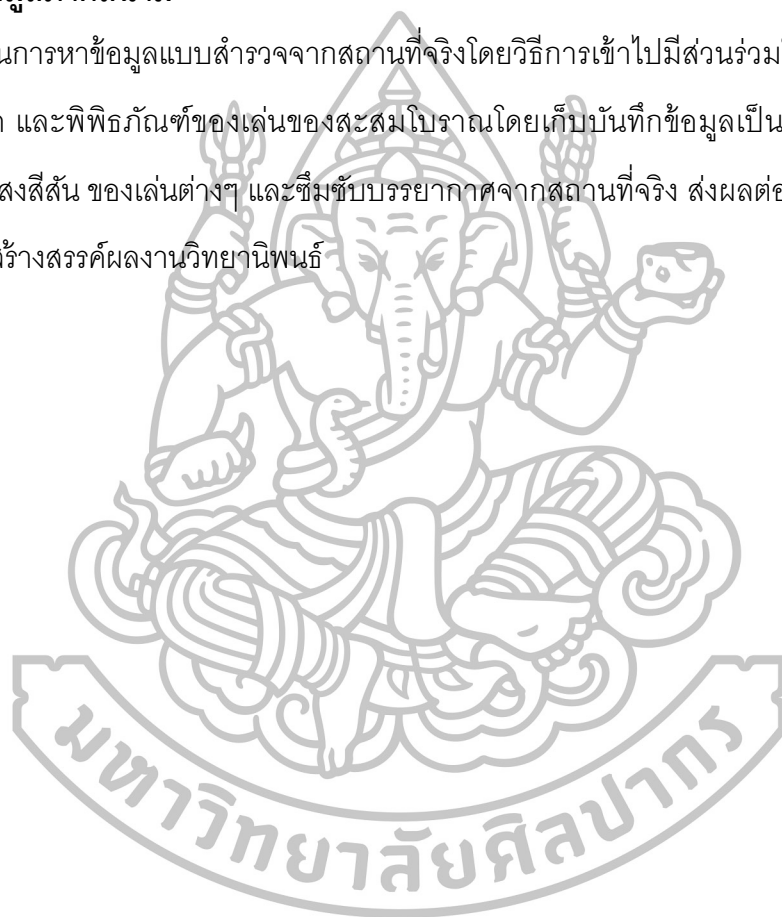 นการหาข้อมูลแบบสำรวจจากสถานที่จริงโดยวิธีการเข้าไปมีส่วนร่วม
และพิพิธภัณฑ์ของเล่นของสะสมโบราณโดยเก็บบันทึกข้อมูลเป็น
สงสีสัน ของเล่นต่างๆ และซึมซับบรรยากาศจากสถานที่จริง ส่งผลต่อ
ร้างสรรค์ผลงานวิทยานิพนธ์
มหาวิทยาลัยศิลปากร